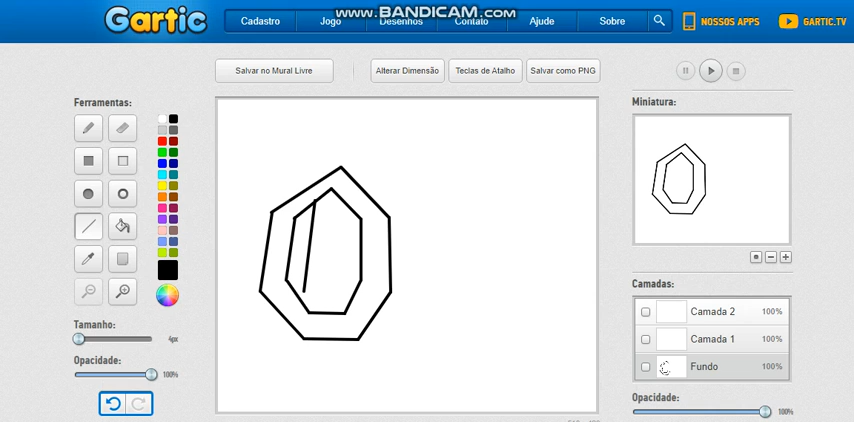 www.BANDICAM.com
Gartic
Cadastro
Jogo
Desenhos
Contato
Ajude
Sobre
NOSSOS APPS
GARTIC.TV
Salvar no Mural Livre
Alterar Dimensão
Teclas de Atalho
Salvar como PNG
Ferramentas:
Tamanho:
4px
Opacidade:
100%
Miniatura:
Camadas:
Camada 2 100%
Camada 1 100%
Fundo 100%
Opacidade:
100%